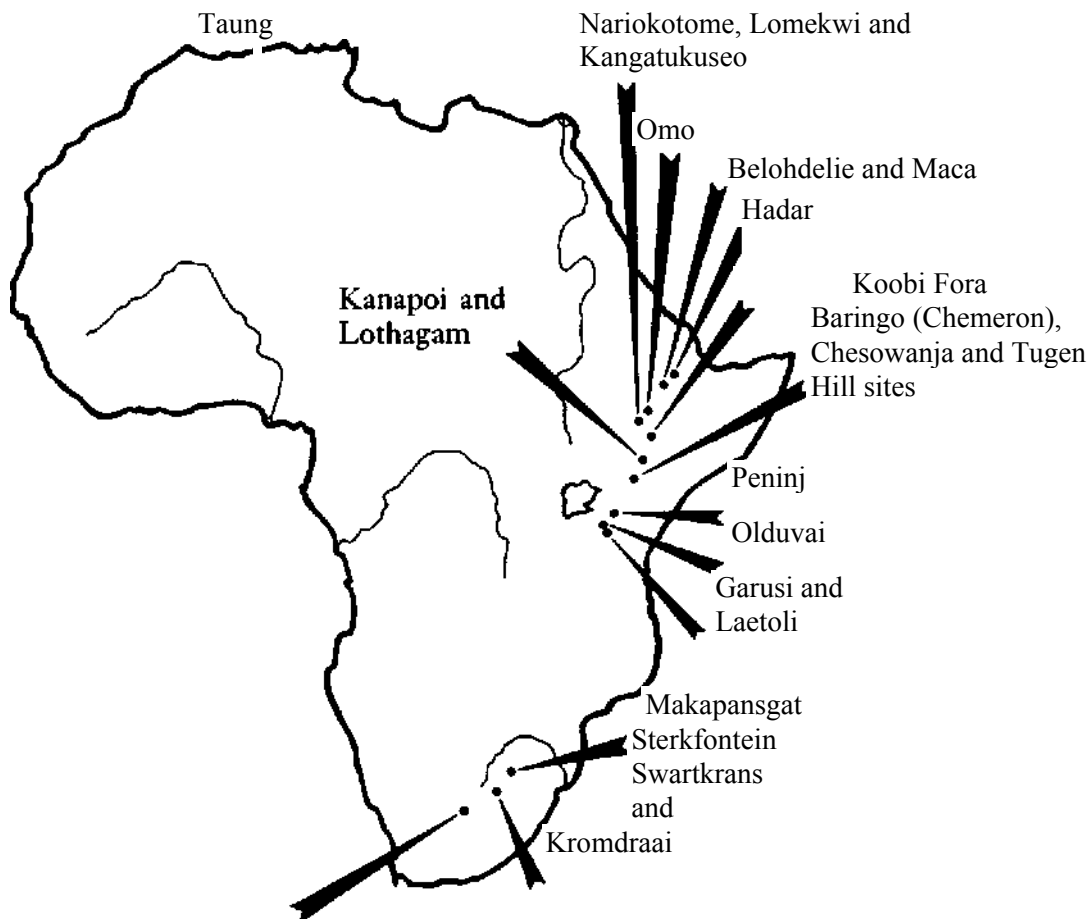 Taung
Nariokotome, Lomekwi and
Kangatukuseo
Omo
Belohdelie and Maca
Hadar
Kanapoi and
Lothagam
Koobi Fora
Baringo (Chemeron),
Chesowanja and Tugen
Hill sites
Peninj
Olduvai
Garusi and
Laetoli
Makapansgat
Sterkfontein
Swartkrans
and
Kromdraai